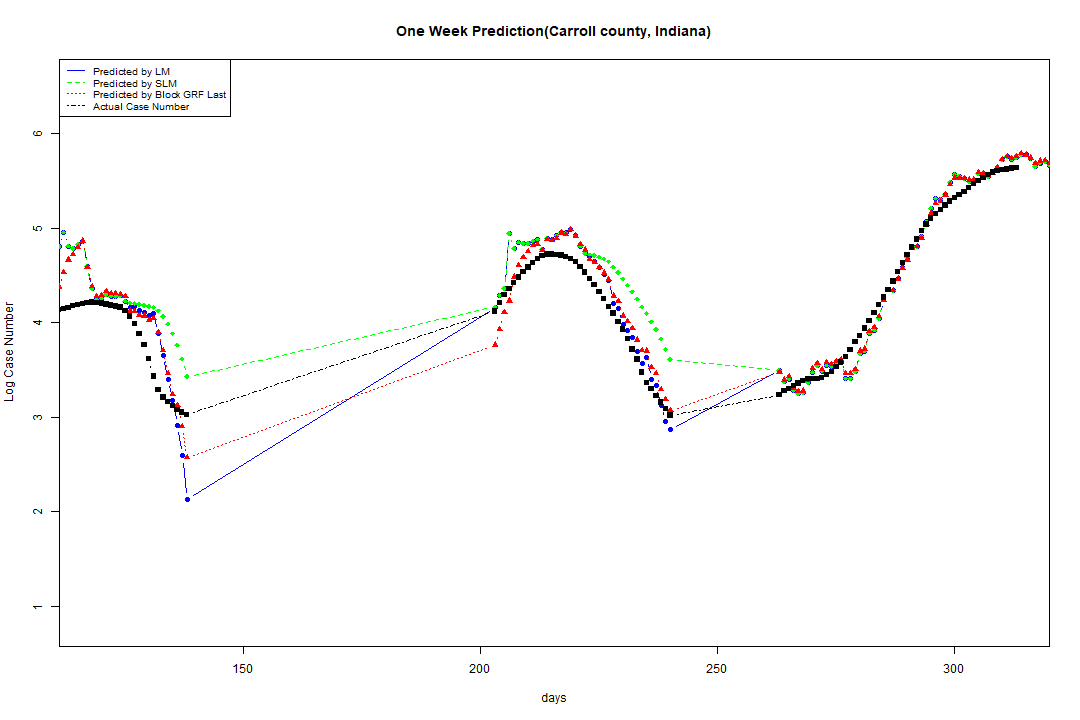 One Week Prediction(Carroll county, Indiana)
Predicted by LM
Predicted by SLM
Predicted by Block GRF Last
Actual Case Number
6
5
4
3
2
1
Log Case Number
150 200 250 300
days